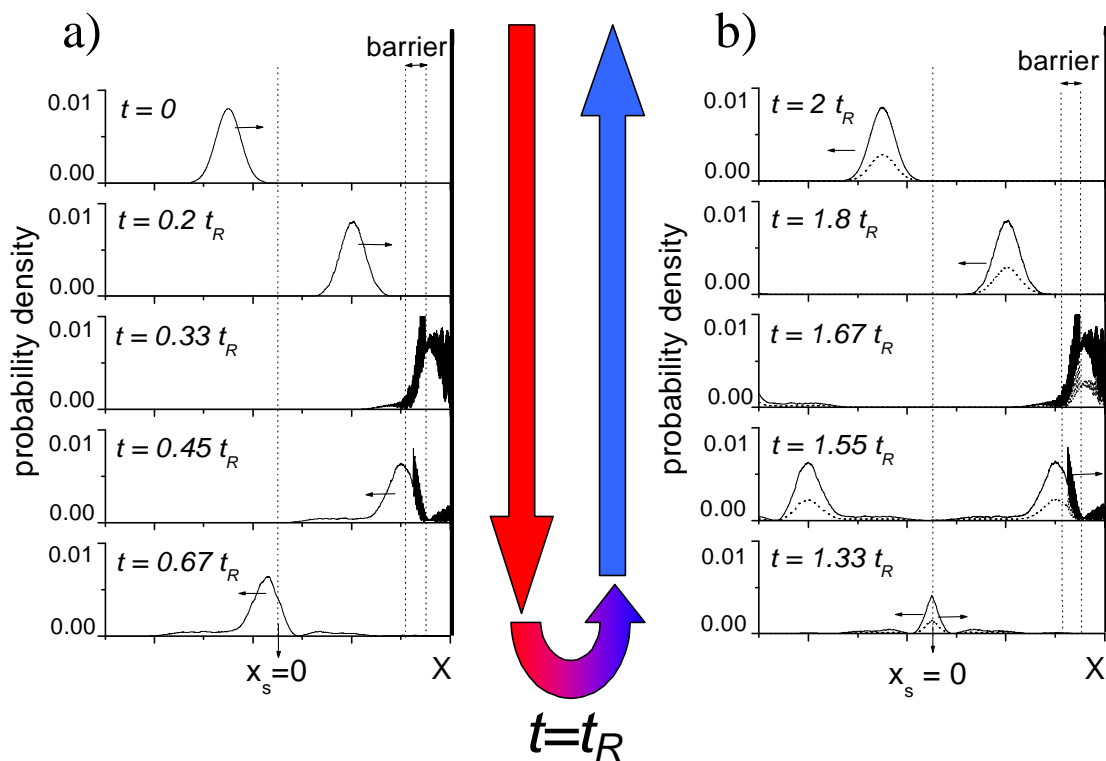 a)
barrier
probability density
0.01
t = 0
0.00
0.01
t = 0.2 t_R
0.00
0.01
t = 0.33 t_R
0.00
0.01
t = 0.45 t_R
0.00
0.01
t = 0.67 t_R
0.00
x_s=0
X
t=t_R
b)
barrier
probability density
0.01
t = 2 t_R
0.00
0.01
t = 1.8 t_R
0.00
0.01
t = 1.67 t_R
0.00
0.01
t = 1.55 t_R
0.00
0.01
t = 1.33 t_R
0.00
x_s = 0
X